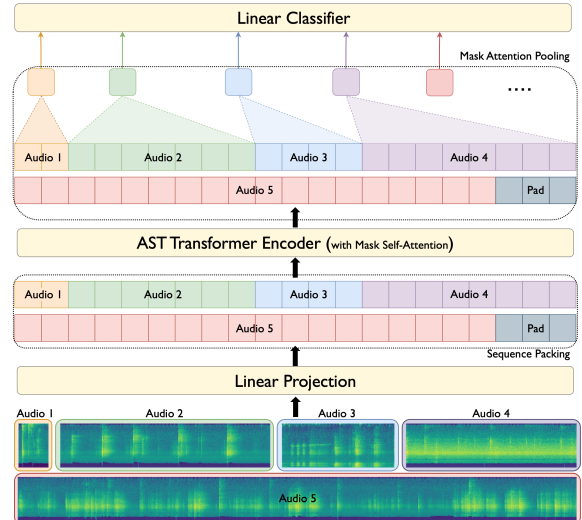 Linear Classifier
Mask Attention Pooling
....
Audio 1 Audio 2 Audio 3 Audio 4
Audio 5 Pad
AST Transformer Encoder (with Mask Self-Attention)
Audio 1 Audio 2 Audio 3 Audio 4
Audio 5 Pad
Sequence Packing
Linear Projection
Audio 1 Audio 2 Audio 3 Audio 4
Audio 5